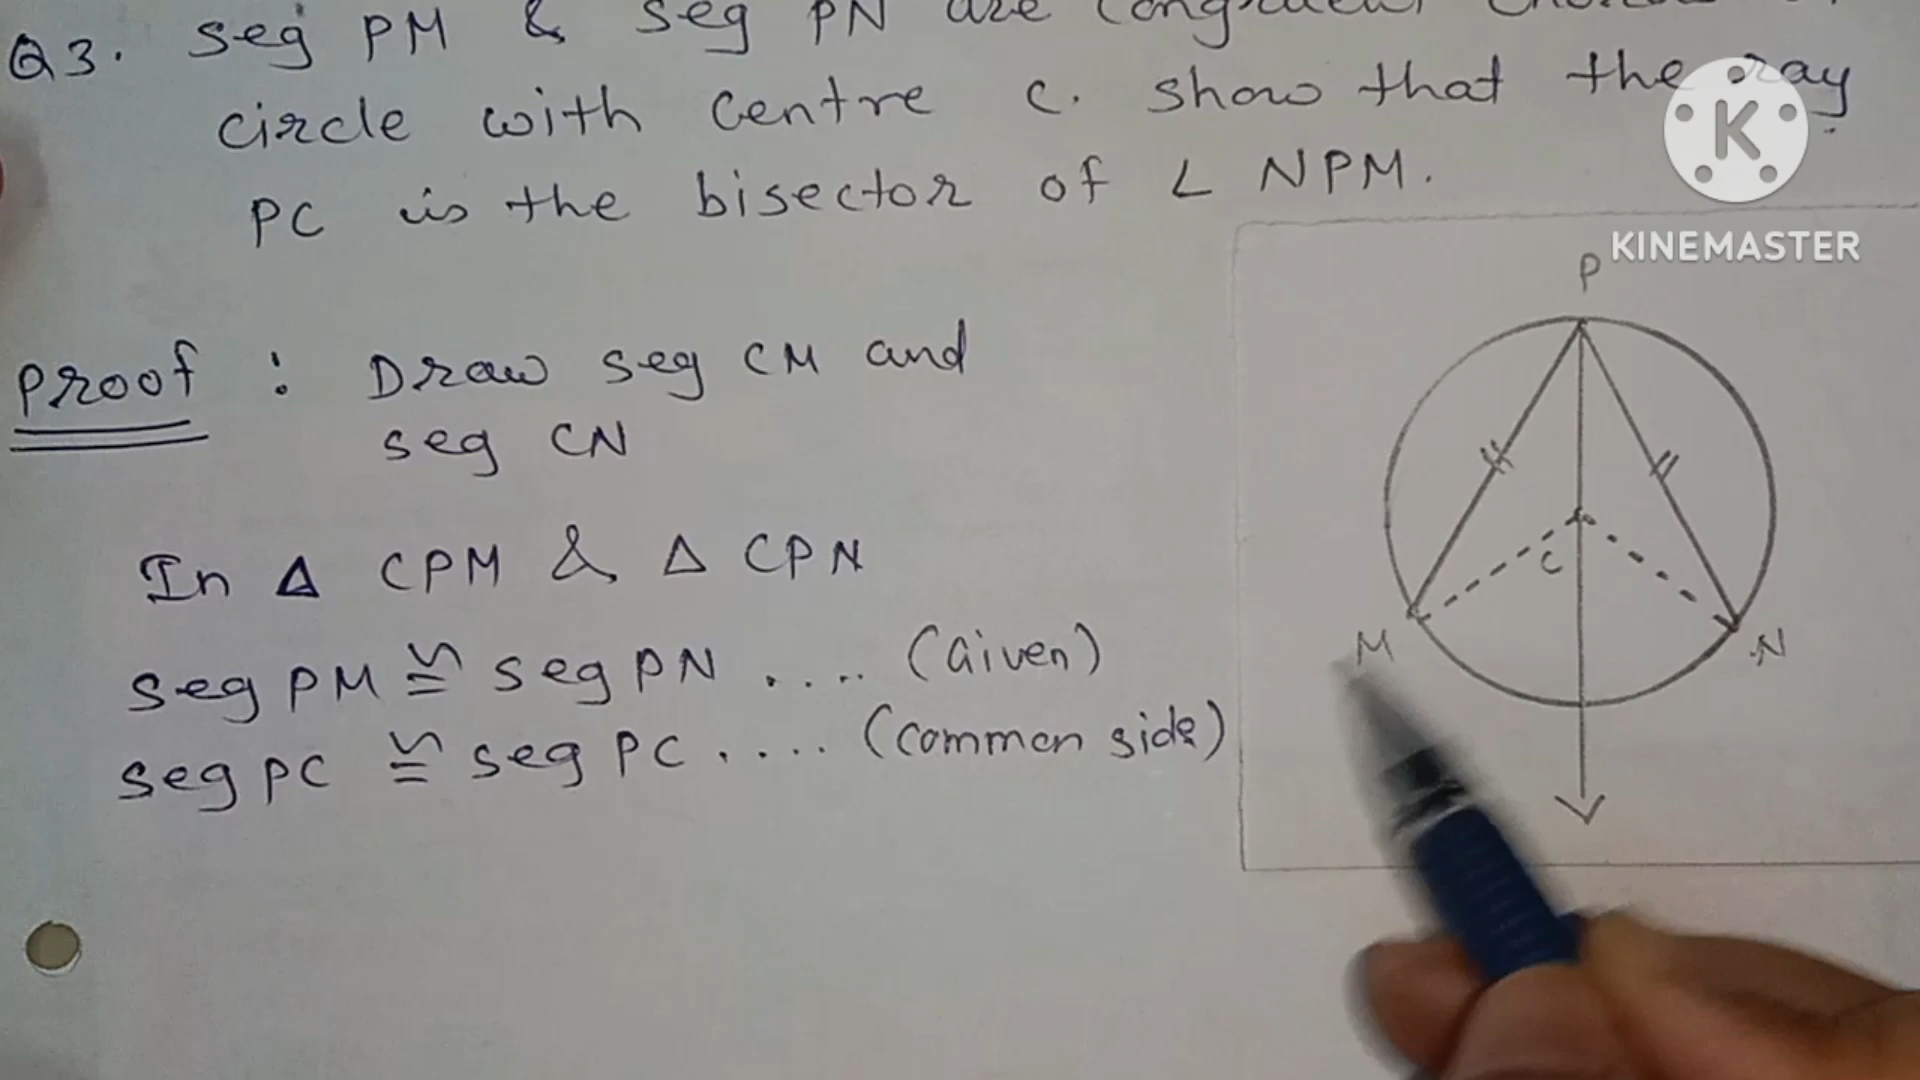 Q3. seg PM & seg PN are
circle with centre C. show that the ray
PC is the bisector of ∠ NPM.
KINEMASTER
P
Proof : Draw seg CM and
seg CN
In Δ CPM & Δ CPN
C
seg PM ≅ seg PN .... (Given)
M N
seg PC ≅ seg PC .... (common side)